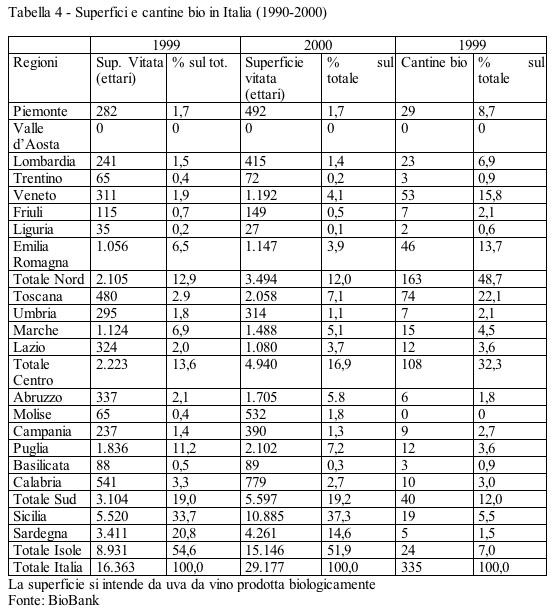 Tabella 4 - Superfici e cantine bio in Italia (1990-2000)
1999 2000 1999
Regioni Sup. Vitata (ettari) % sul tot. Superficie vitata (ettari) % sul totale Cantine bio % sul totale
Piemonte 282 1,7 492 1,7 29 8,7
Valle d'Aosta 0 0 0 0 0 0
Lombardia 241 1,5 415 1,4 23 6,9
Trentino 65 0,4 72 0,2 3 0,9
Veneto 311 1,9 1.192 4,1 53 15,8
Friuli 115 0,7 149 0,5 7 2,1
Liguria 35 0,2 27 0,1 2 0,6
Emilia Romagna 1.056 6,5 1.147 3,9 46 13,7
Totale Nord 2.105 12,9 3.494 12,0 163 48,7
Toscana 480 2.9 2.058 7,1 74 22,1
Umbria 295 1,8 314 1,1 7 2,1
Marche 1.124 6,9 1.488 5,1 15 4,5
Lazio 324 2,0 1.080 3,7 12 3,6
Totale Centro 2.223 13,6 4.940 16,9 108 32,3
Abruzzo 337 2,1 1.705 5.8 6 1,8
Molise 65 0,4 532 1,8 0 0
Campania 237 1,4 390 1,3 9 2,7
Puglia 1.836 11,2 2.102 7,2 12 3,6
Basilicata 88 0,5 89 0,3 3 0,9
Calabria 541 3,3 779 2,7 10 3,0
Totale Sud 3.104 19,0 5.597 19,2 40 12,0
Sicilia 5.520 33,7 10.885 37,3 19 5,5
Sardegna 3.411 20,8 4.261 14,6 5 1,5
Totale Isole 8.931 54,6 15.146 51,9 24 7,0
Totale Italia 16.363 100,0 29.177 100,0 335 100,0
La superficie si intende da uva da vino prodotta biologicamente
Fonte: BioBank